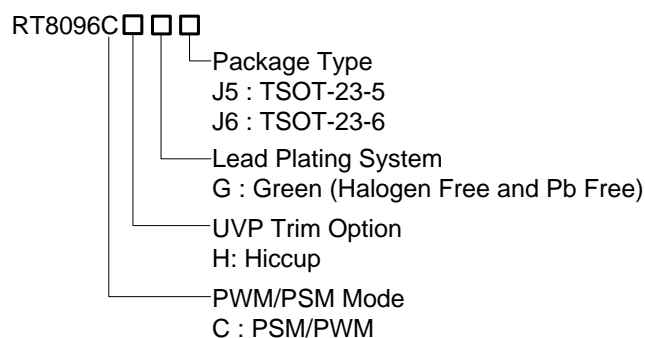 RT8096C
Package Type
J5 : TSOT-23-5
J6 : TSOT-23-6
Lead Plating System
G : Green (Halogen Free and Pb Free)
UVP Trim Option
H: Hiccup
PWM/PSM Mode
C : PSM/PWM